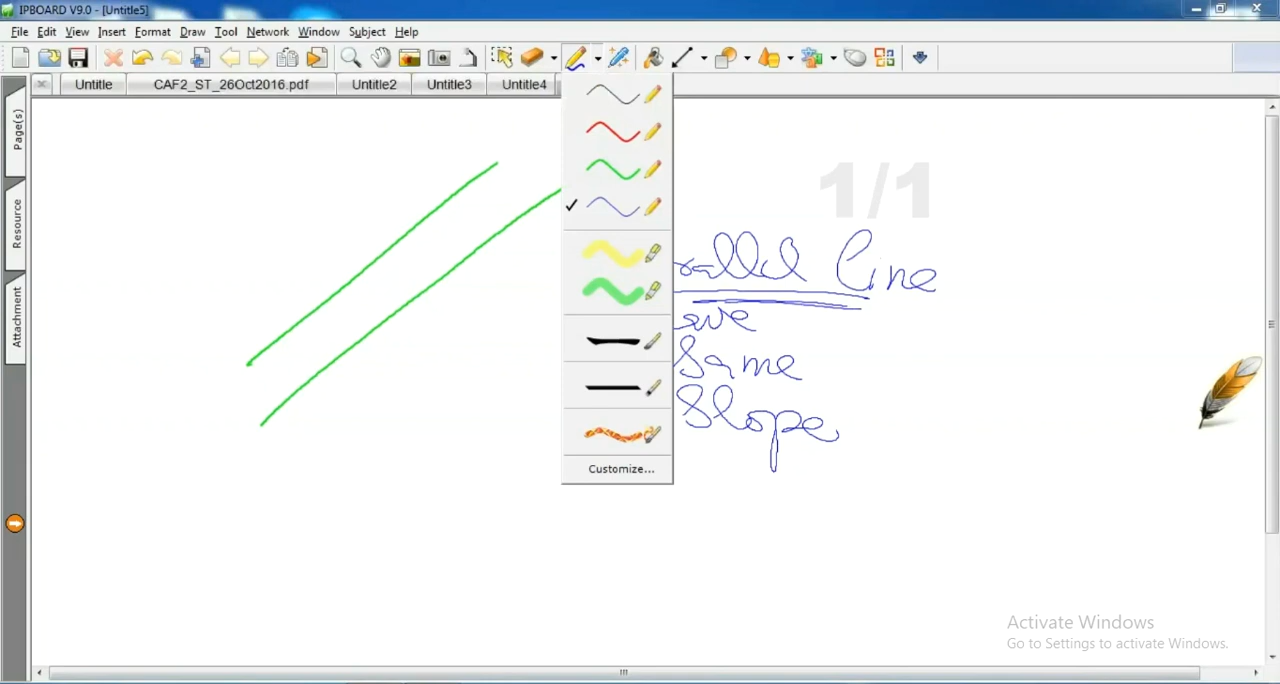 IPBOARD V9.0 - [Untitle5]
File Edit View Insert Format Draw Tool Network Window Subject Help
Untitle CAF2_ST_26Oct2016.pdf Untitle2 Untitle3 Untitle4
Page(s)
Resource
Attachment
1/1
rallel line
ave
Same
Slope
Customize...
Activate Windows
Go to Settings to activate Windows.